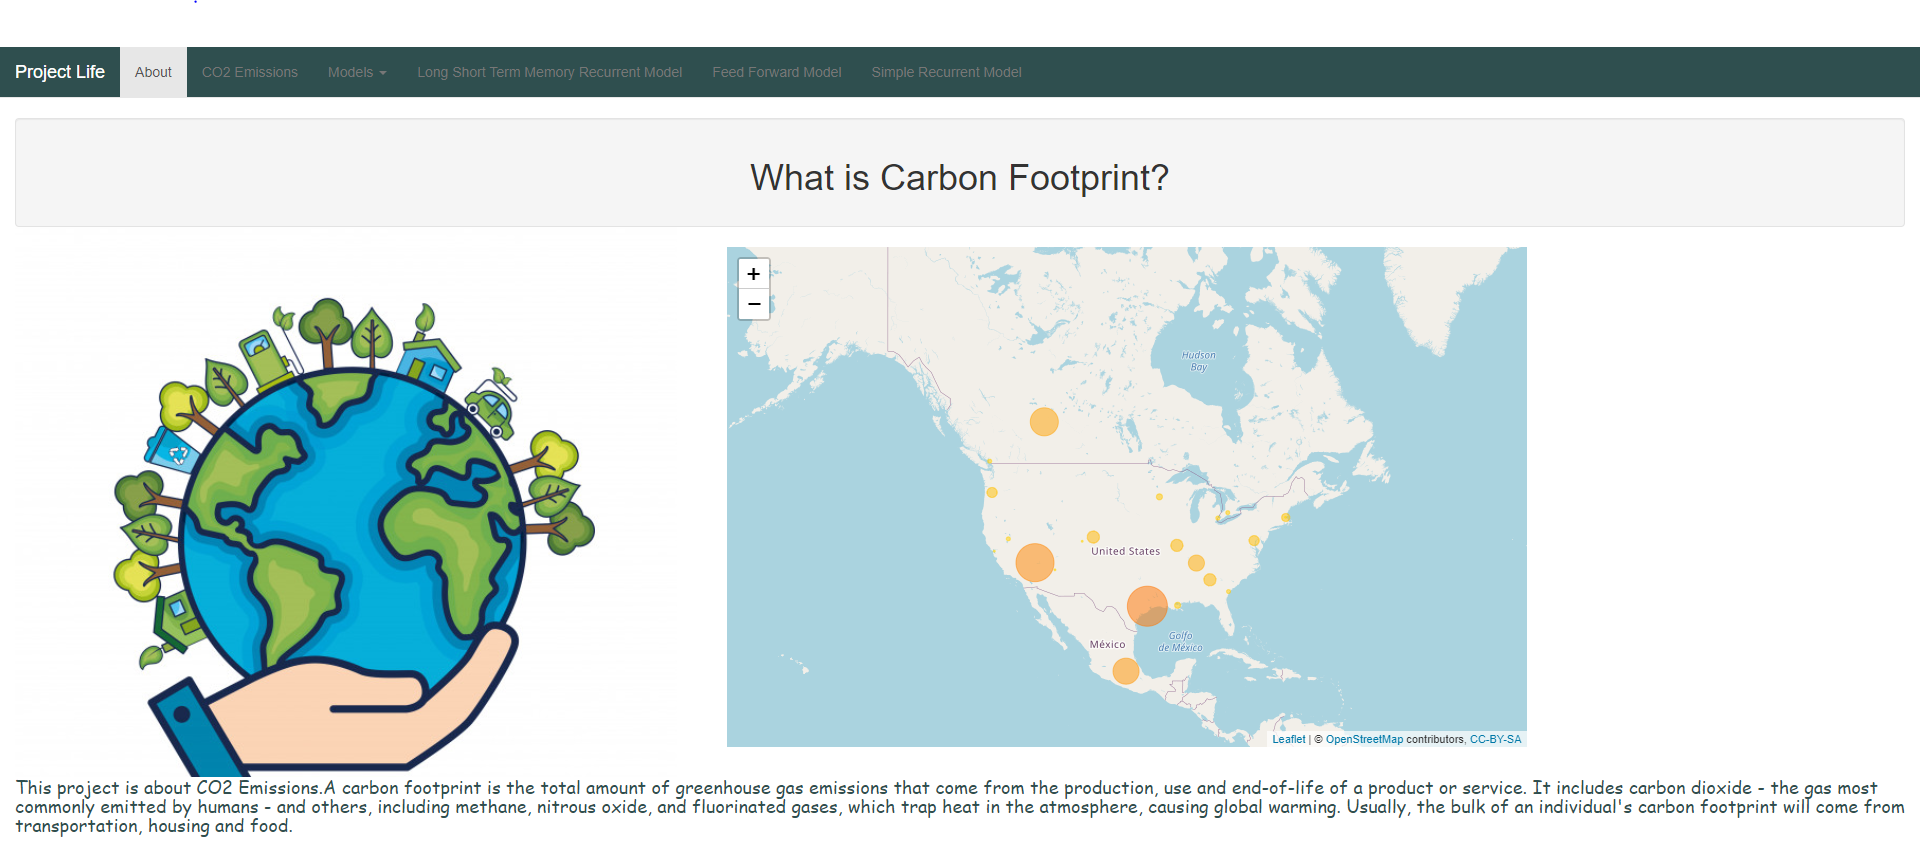 Project Life
About
CO2 Emissions
Models
Long Short Term Memory Recurrent Model
Feed Forward Model
Simple Recurrent Model
What is Carbon Footprint?
+
−
Hudson
Bay
United States
México
Golfo
de México
Leaflet | © OpenStreetMap contributors, CC-BY-SA
This project is about CO2 Emissions.A carbon footprint is the total amount of greenhouse gas emissions that come from the production, use and end-of-life of a product or service. It includes carbon dioxide - the gas most
commonly emitted by humans - and others, including methane, nitrous oxide, and fluorinated gases, which trap heat in the atmosphere, causing global warming. Usually, the bulk of an individual's carbon footprint will come from
transportation, housing and food.